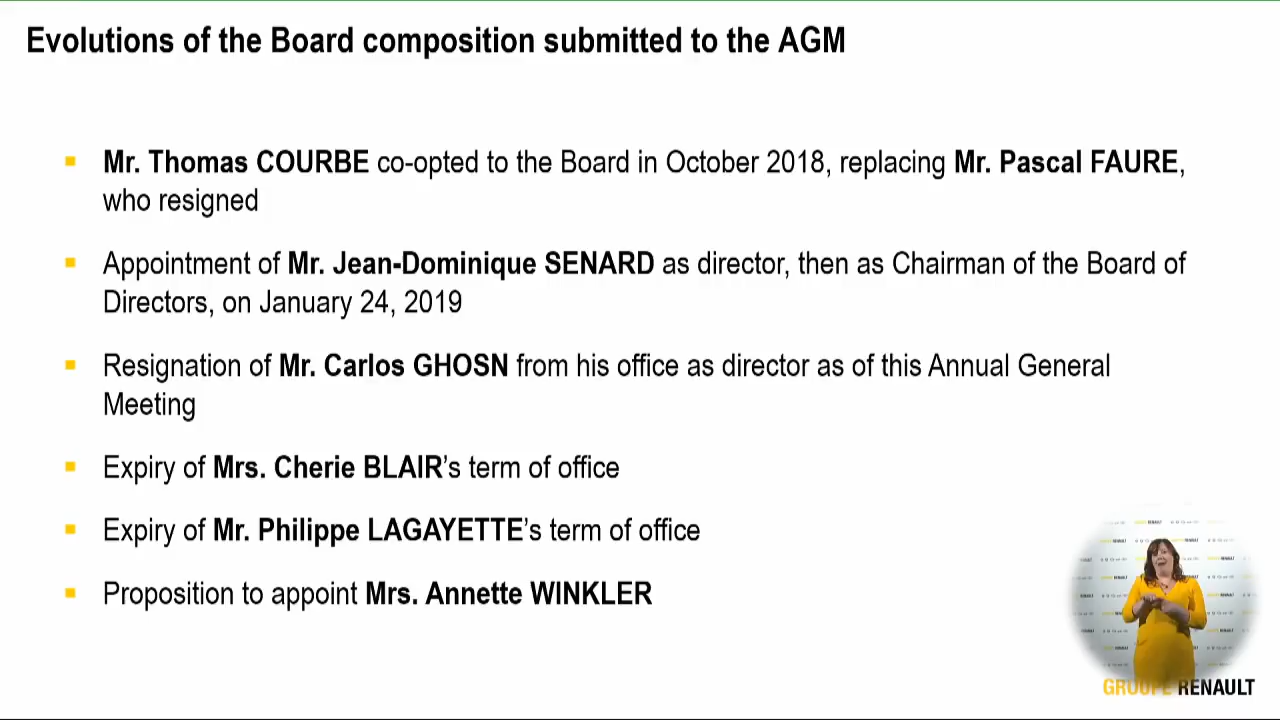 Evolutions of the Board composition submitted to the AGM
Mr. Thomas COURBE co-opted to the Board in October 2018, replacing Mr. Pascal FAURE,
who resigned
Appointment of Mr. Jean-Dominique SENARD as director, then as Chairman of the Board of
Directors, on January 24, 2019
Resignation of Mr. Carlos GHOSN from his office as director as of this Annual General
Meeting
Expiry of Mrs. Cherie BLAIR’s term of office
Expiry of Mr. Philippe LAGAYETTE’s term of office
Proposition to appoint Mrs. Annette WINKLER
GROUPE RENAULT